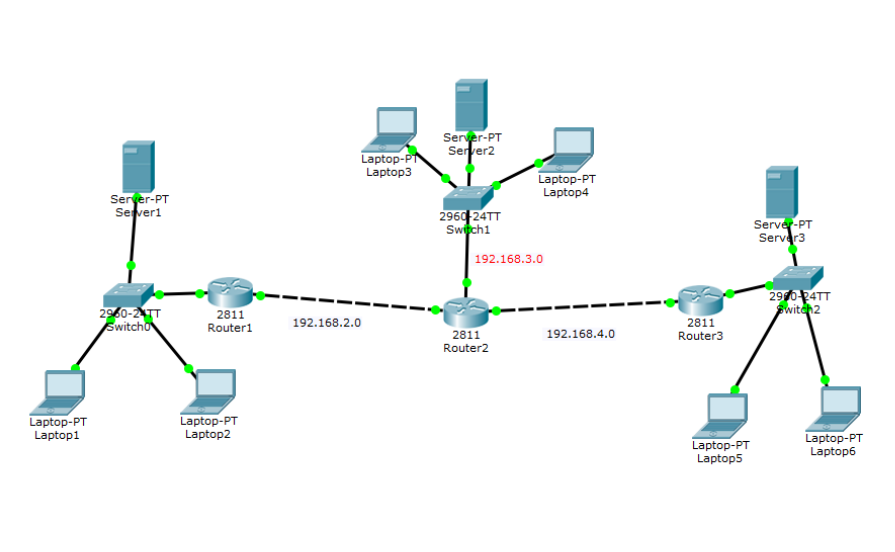 Server-PT
Server1
2960-24TT
Switch0
2811
Router1
Laptop-PT
Laptop1
Laptop-PT
Laptop2
192.168.2.0
Laptop-PT
Laptop3
Server-PT
Server2
Laptop-PT
Laptop4
2960-24TT
Switch1
192.168.3.0
2811
Router2
192.168.4.0
Server-PT
Server3
2960-24TT
Switch2
2811
Router3
Laptop-PT
Laptop5
Laptop-PT
Laptop6